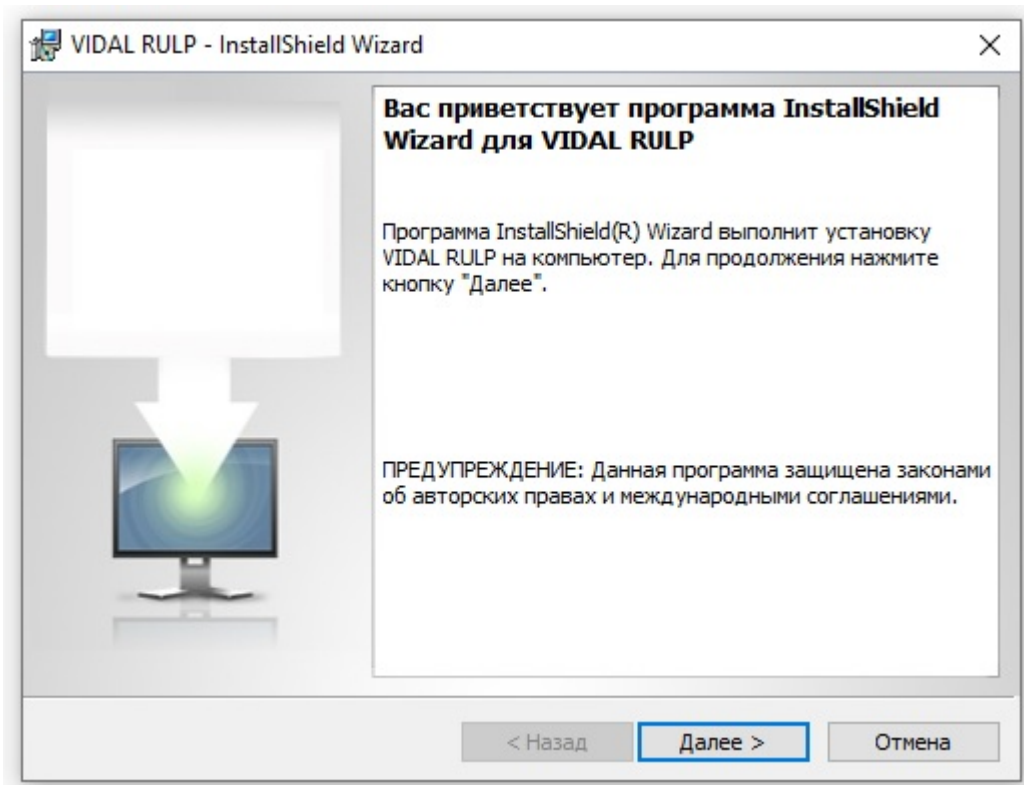 VIDAL RULP - InstallShield Wizard
Вас приветствует программа InstallShield
Wizard для VIDAL RULP
Программа InstallShield(R) Wizard выполнит установку
VIDAL RULP на компьютер. Для продолжения нажмите
кнопку "Далее".
ПРЕДУПРЕЖДЕНИЕ: Данная программа защищена законами
об авторских правах и международными соглашениями.
< Назад
Далее >
Отмена